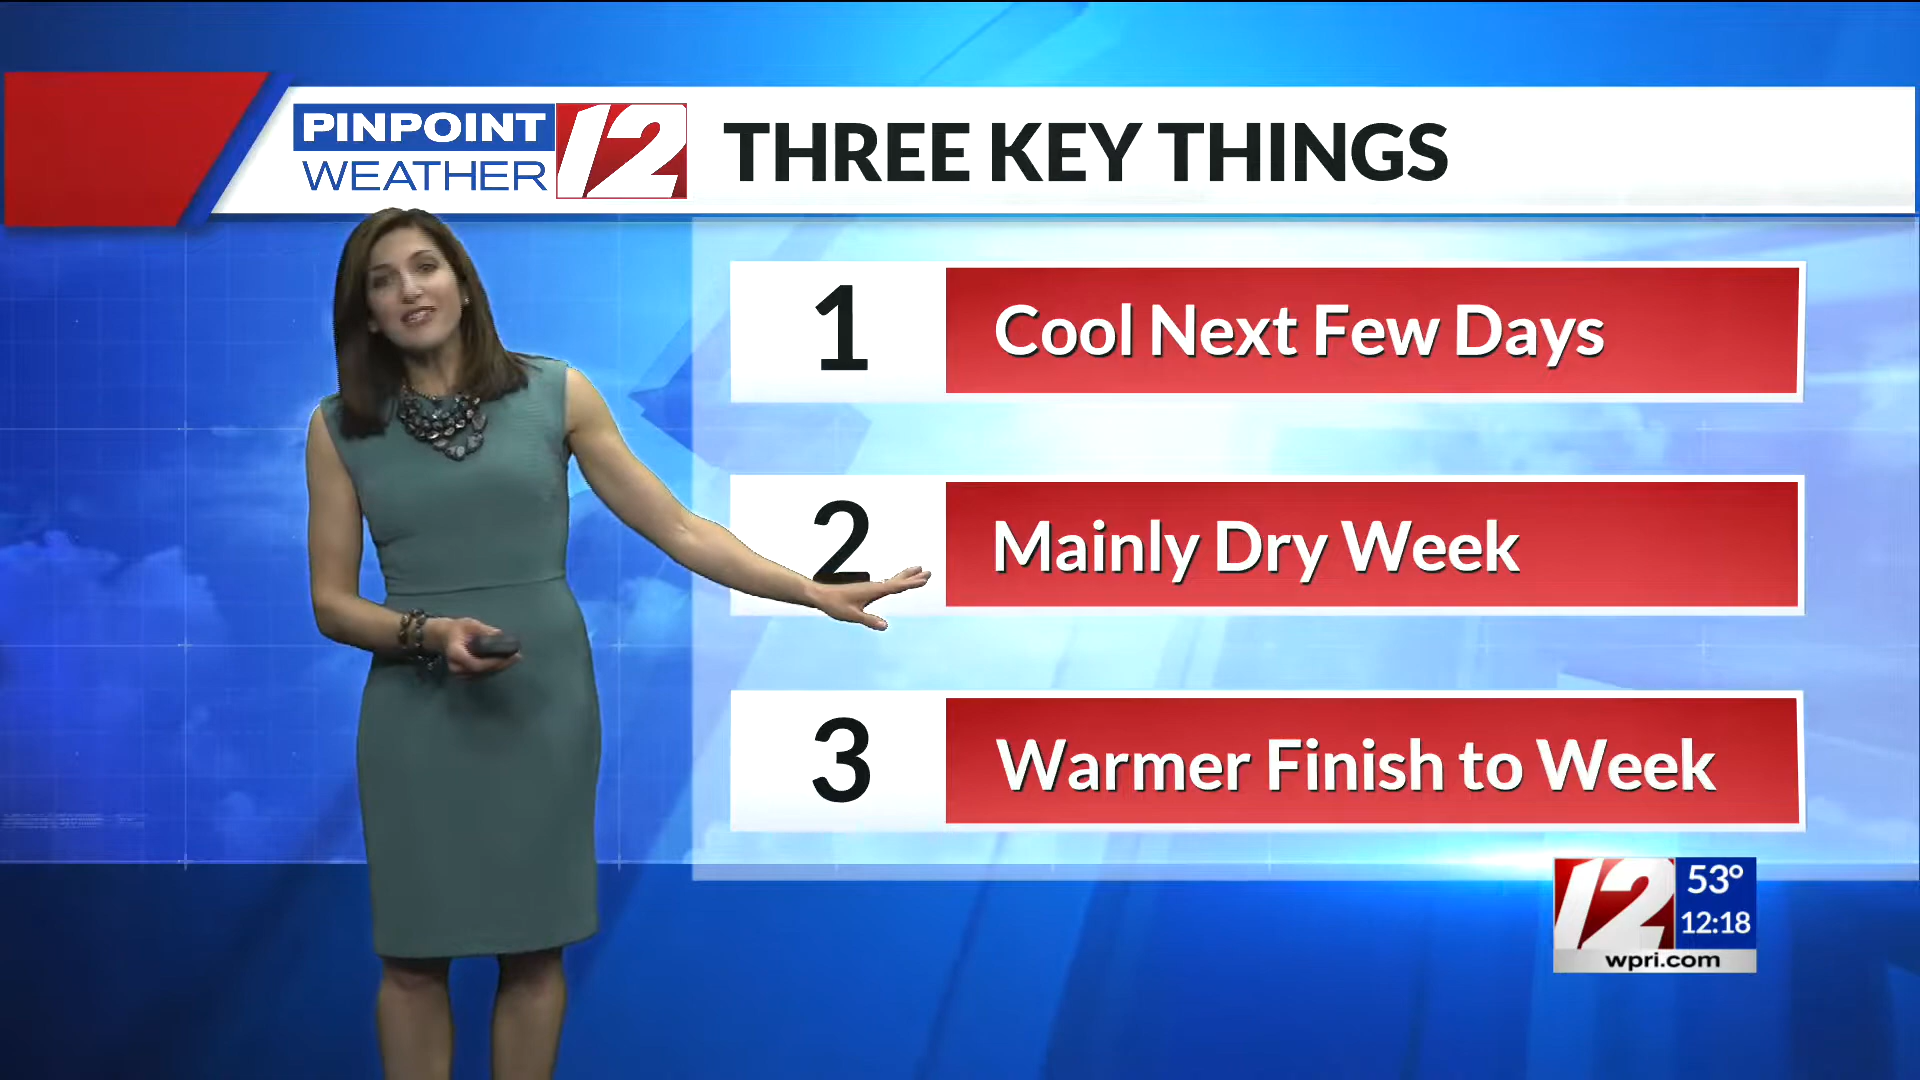 PINPOINT
WEATHER 12
THREE KEY THINGS
1 Cool Next Few Days
2 Mainly Dry Week
3 Warmer Finish to Week
12
53°
12:18
wpri.com